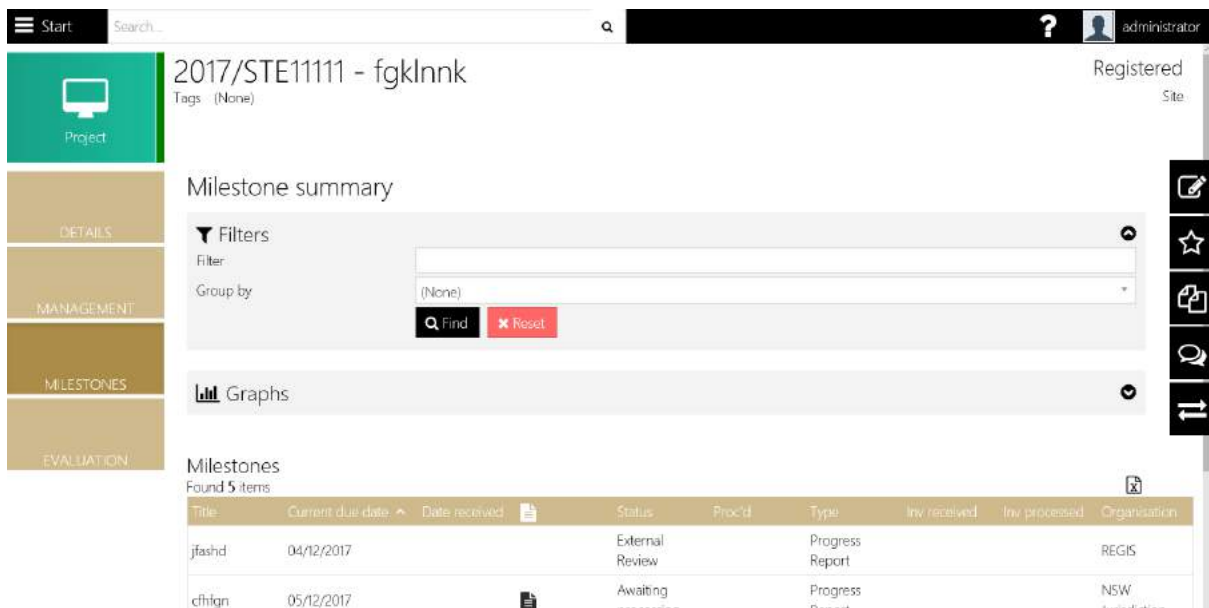 Start
Search...
administrator
Project
2017/STE11111 - fgklnnk
Registered
Tags (None)
Site
DETAILS
MANAGEMENT
MILESTONES
EVALUATION
Milestone summary
Filters
Filter
Group by
(None)
Find
Reset
Graphs
Milestones
Found 5 items
Title Current due date Date received Status Proc'd Type Inv received Inv processed Organisation
jfashd 04/12/2017 External Review Progress Report REGIS
cfhfgn 05/12/2017 Awaiting Progress NSW